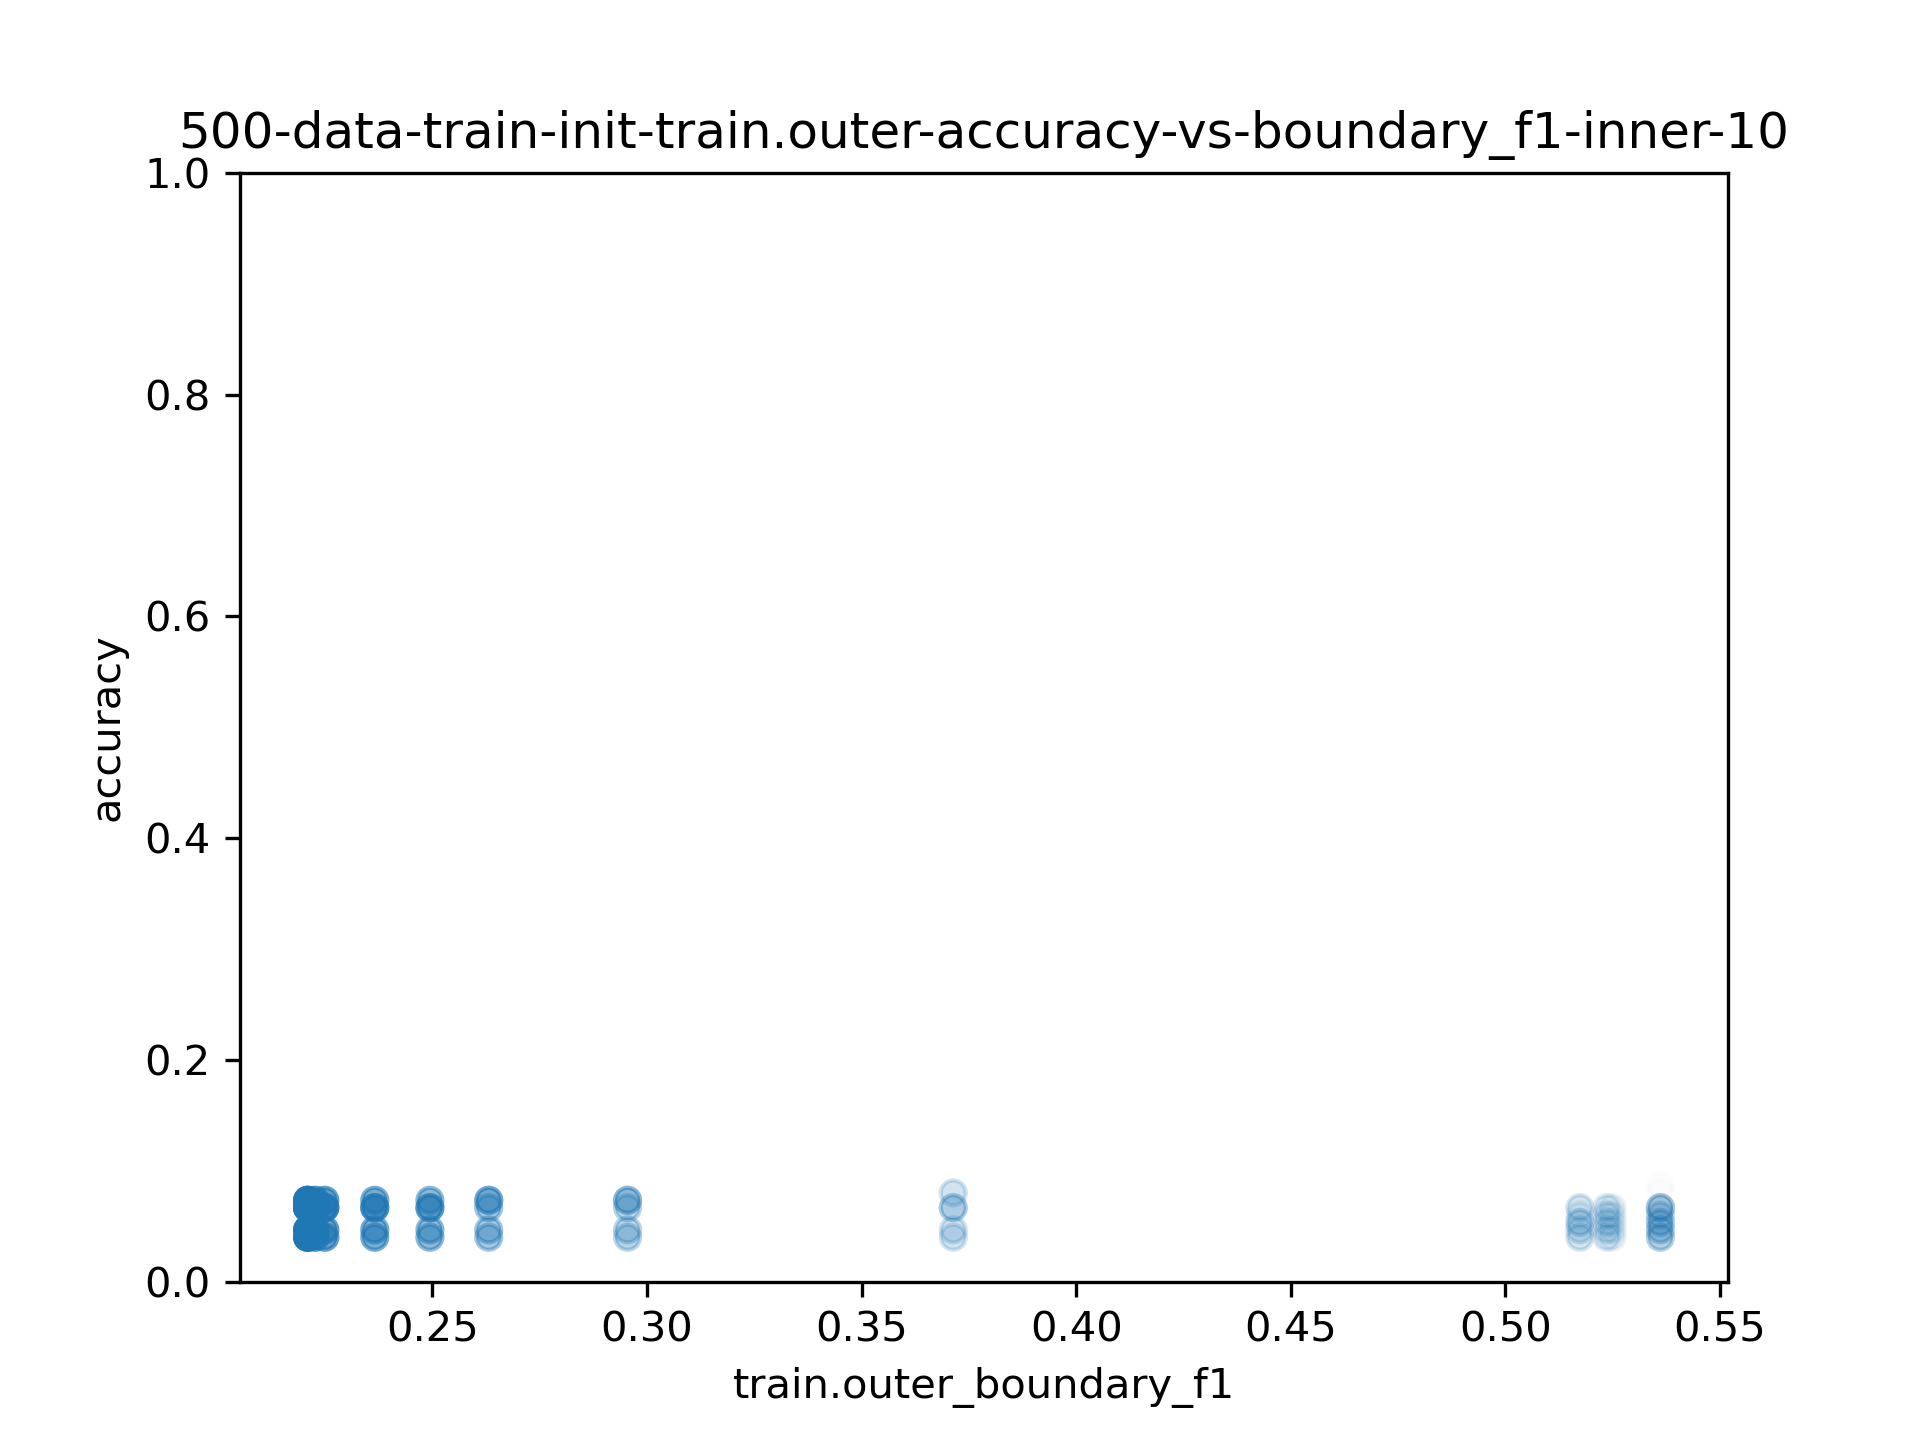 500-data-train-init-train.outer-accuracy-vs-boundary_f1-inner-10
1.0
0.8
0.6
0.4
0.2
0.0
accuracy
0.25 0.30 0.35 0.40 0.45 0.50 0.55
train.outer_boundary_f1